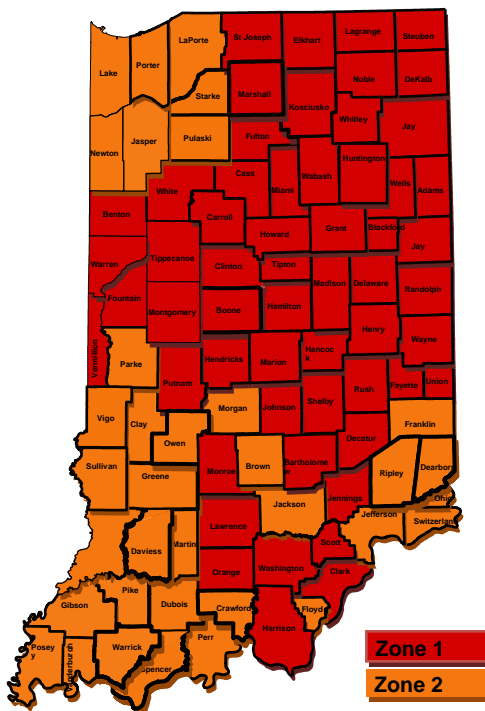 LaPorte
St Joseph
Elkhart
Lagrange
Steuben
Lake
Porter
Starke
Marshall
Noble
DeKalb
Kosciusko
Whitley
Jay
Newton
Jasper
Pulaski
Fulton
Huntington
Cass
Miami
Wabash
Wells
Adams
White
Benton
Carroll
Howard
Grant
Blackford
Jay
Warren
Tippecanoe
Clinton
Tipton
Madison
Delaware
Randolph
Fountain
Montgomery
Boone
Hamilton
Henry
Wayne
Vermillion
Parke
Putnam
Hendricks
Marion
Hancoc
k
Rush
Fayette
Union
Vigo
Clay
Owen
Morgan
Johnson
Shelby
Franklin
Decatur
Sullivan
Greene
Monroe
Brown
Bartholome
w
Ripley
Dearborn
Jennings
Ohio
Jackson
Jefferson
Switzerland
Lawrence
Daviess
Martin
Scott
Orange
Washington
Clark
Pike
Gibson
Dubois
Crawford
Floyd
Harrison
Posey
y
Vanderburgh
Warrick
Spencer
Perr
Zone 1
Zone 2